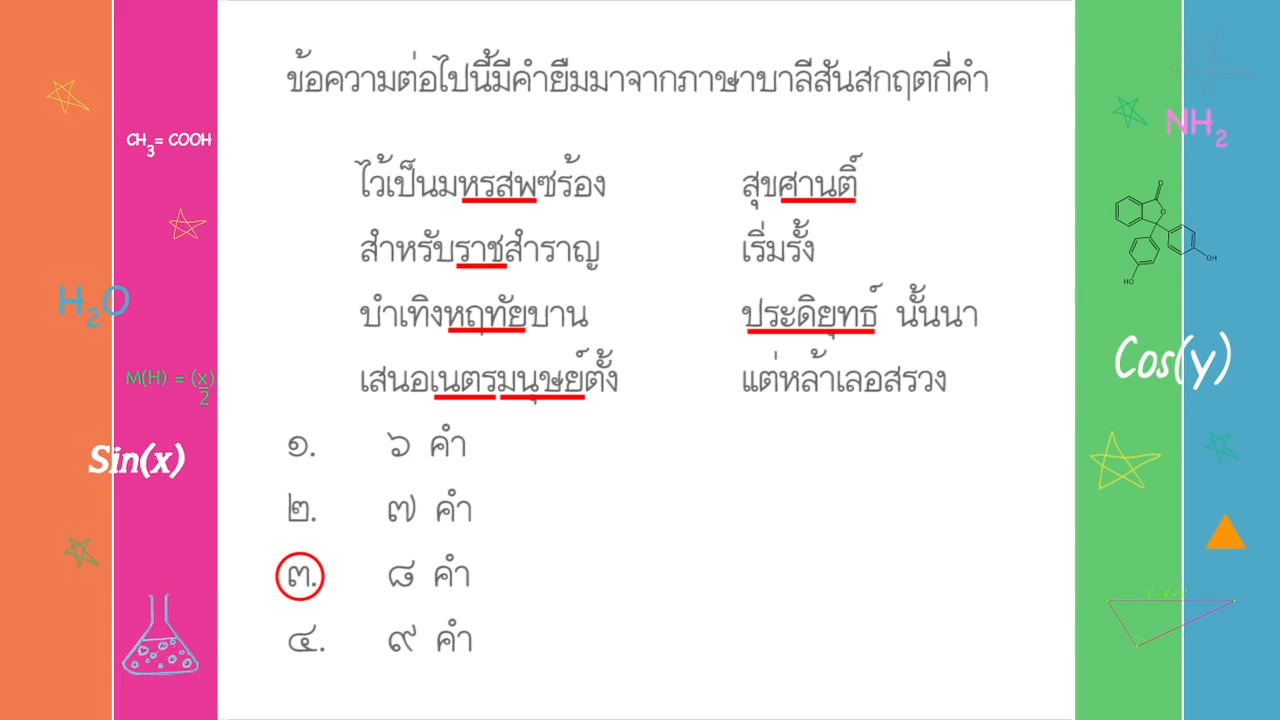 ข้อความต่อไปนี้มีคำยืมมาจากภาษาบาลีสันสกฤตกี่คำ
ไว้เป็นมหรสพซร้อง สุขศานติ์
สำหรับราชสำราญ เริ่มรั้ง
บำเทิงหฤทัยบาน ประดิยุทธ์ นั้นนา
เสนอเนตรมนุษย์ตั้ง แต่หล้าเลอสรวง
๑. ๖ คำ
๒. ๗ คำ
๓. ๘ คำ
๔. ๙ คำ
CH3= COOH
H2O
M(H) = (x)/2
Sin(x)
NH2
O
O
HO
OH
Cos(y)